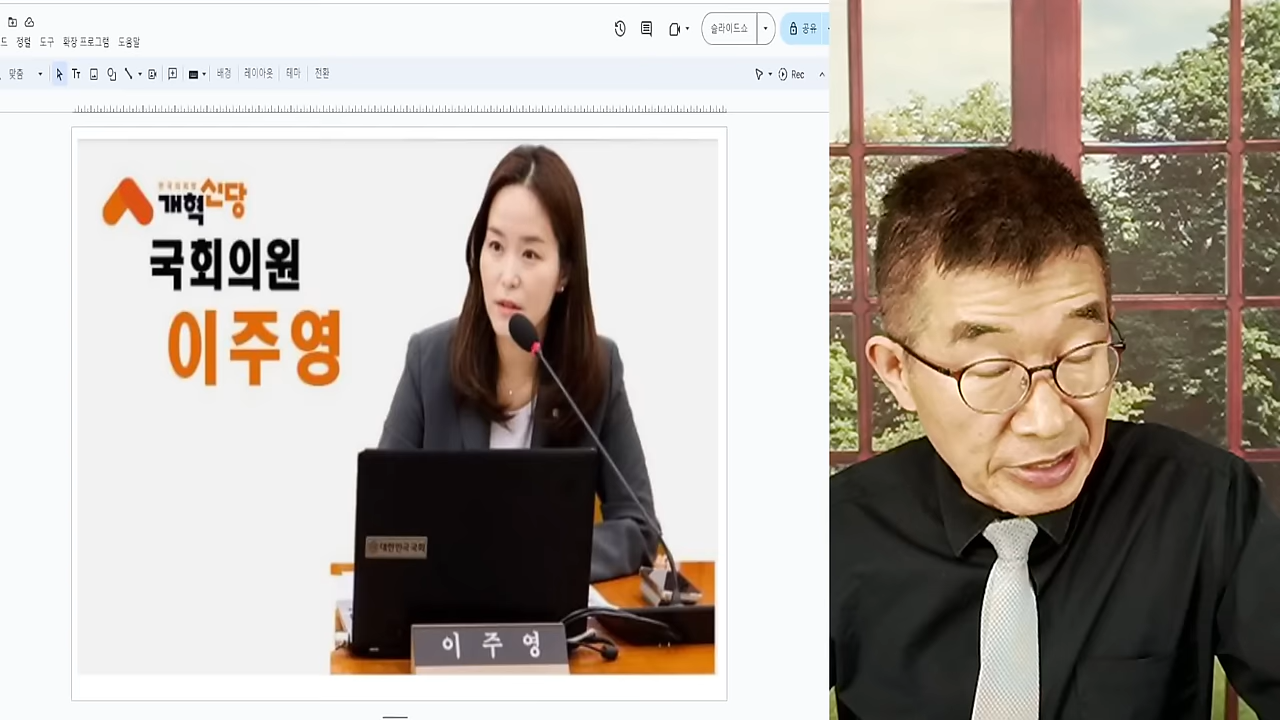 드 정렬 도구 확장 프로그램 도움말
슬라이드쇼
공유
맞춤
Tr
배경 레이아웃 테마 전환
Rec
개혁신당
국회의원
이주영
대한민국국회
이주영